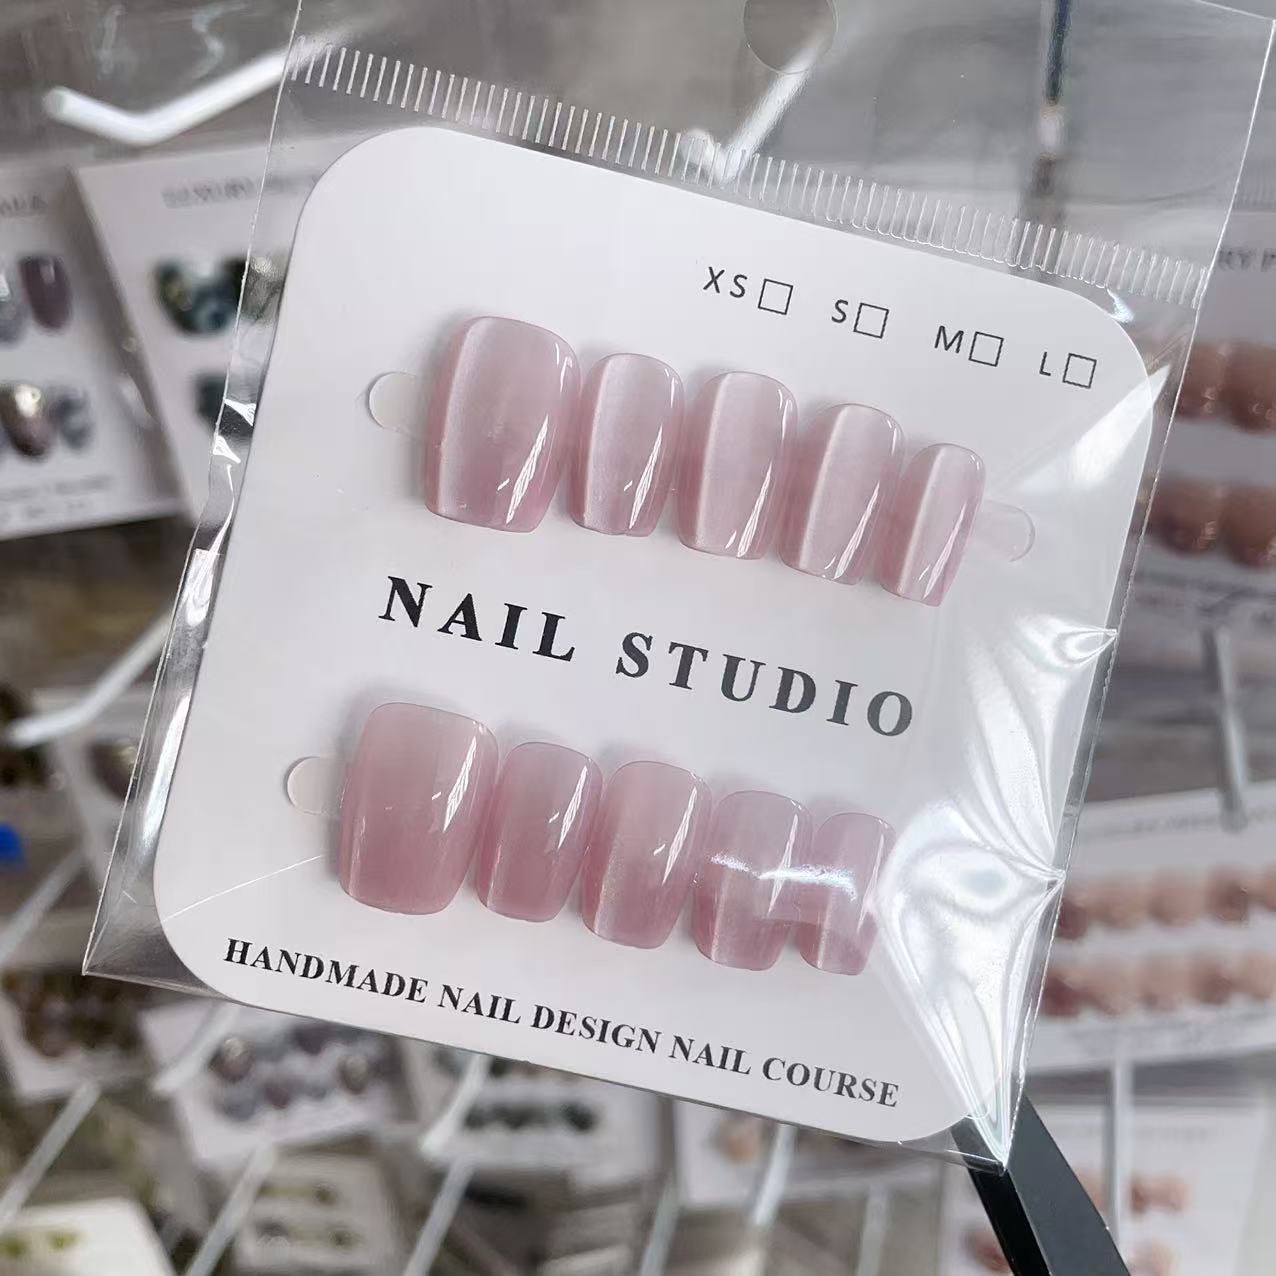 XS□ S□ M□ L□
NAIL STUDIO
HANDMADE NAIL DESIGN NAIL COURSE